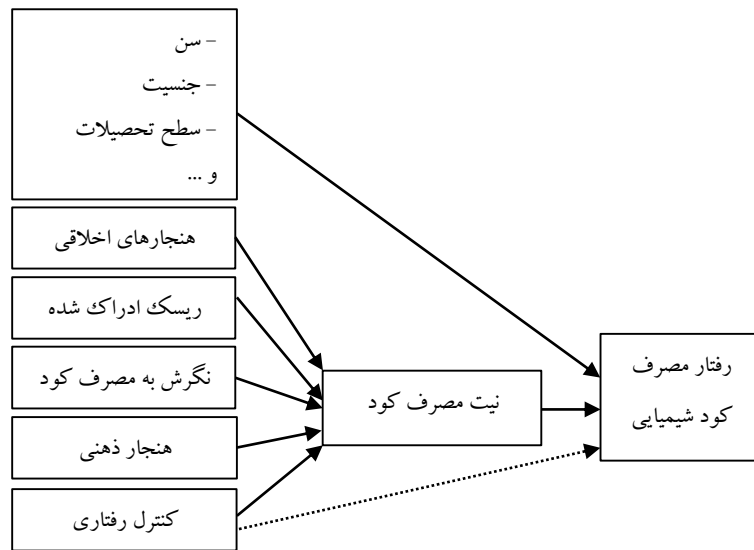 – سن
– جنسیت
– سطح تحصیلات
و ...
هنجارهای اخلاقی
ریسک ادراک شده
نگرش به مصرف کود
هنجار ذهنی
کنترل رفتاری
نیت مصرف کود
رفتار مصرف
کود شیمیایی